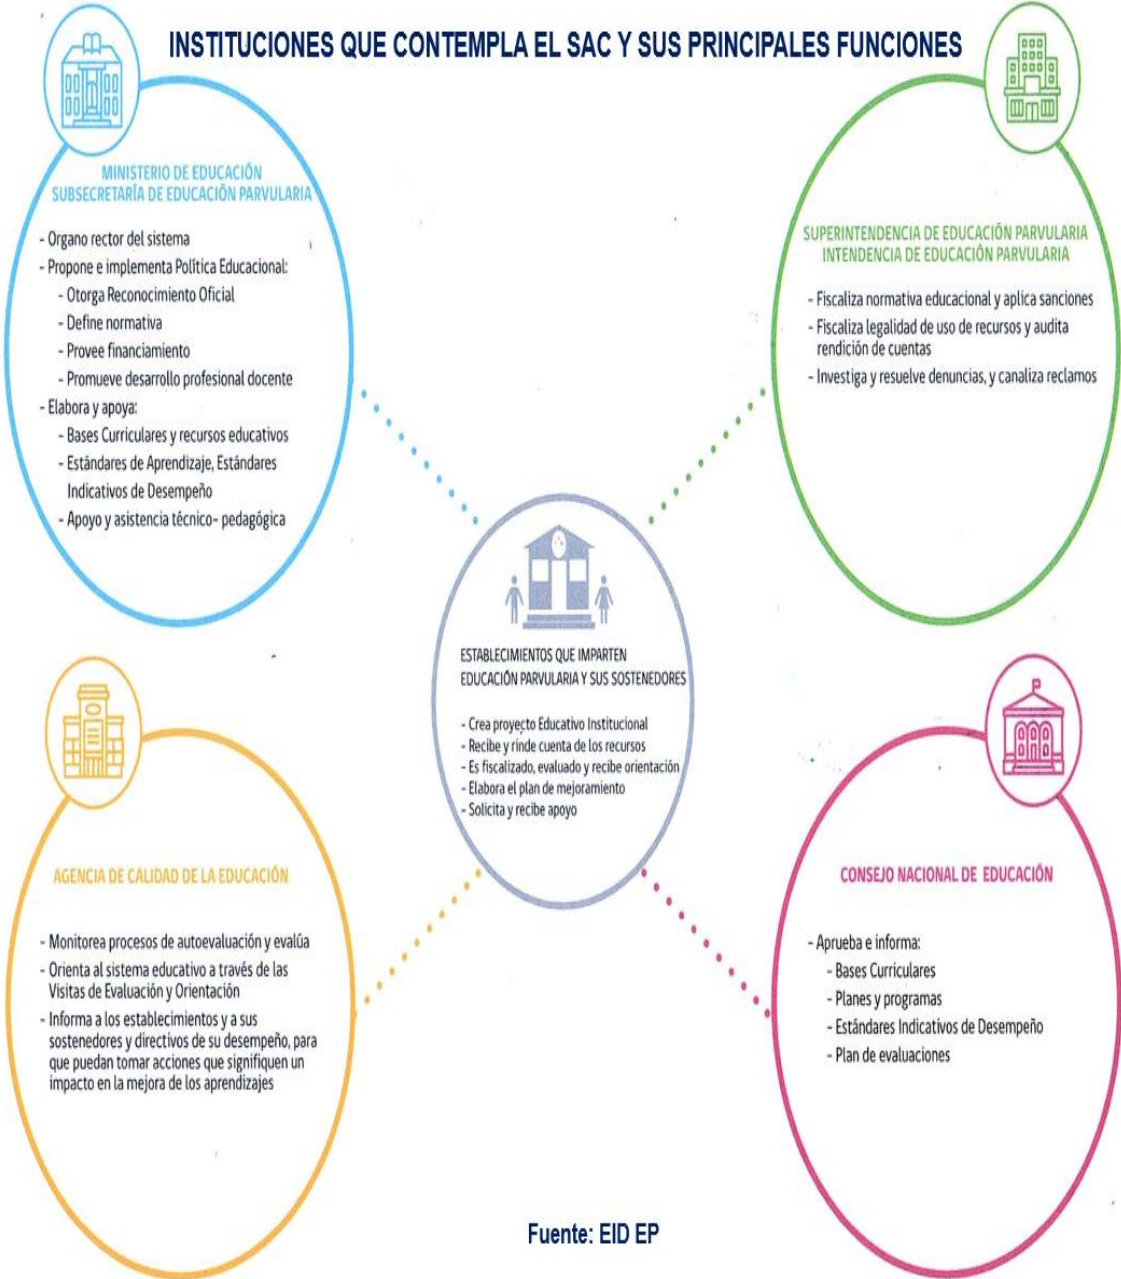 INSTITUCIONES QUE CONTEMPLA EL SAC Y SUS PRINCIPALES FUNCIONES
MINISTERIO DE EDUCACIÓN
SUBSECRETARÍA DE EDUCACIÓN PARVULARIA
- Organo rector del sistema
- Propone e implementa Política Educacional:
- Otorga Reconocimiento Oficial
- Define normativa
- Provee financiamiento
- Promueve desarrollo profesional docente
- Elabora y apoya:
- Bases Curriculares y recursos educativos
- Estándares de Aprendizaje, Estándares
Indicativos de Desempeño
- Apoyo y asistencia técnico- pedagógica
SUPERINTENDENCIA DE EDUCACIÓN PARVULARIA
INTENDENCIA DE EDUCACIÓN PARVULARIA
- Fiscaliza normativa educacional y aplica sanciones
- Fiscaliza legalidad de uso de recursos y audita
rendición de cuentas
- Investiga y resuelve denuncias, y canaliza reclamos
ESTABLECIMIENTOS QUE IMPARTEN
EDUCACIÓN PARVULARIA Y SUS SOSTENEDORES
- Crea proyecto Educativo Institucional
- Recibe y rinde cuenta de los recursos
- Es fiscalizado, evaluado y recibe orientación
- Elabora el plan de mejoramiento
- Solicita y recibe apoyo
AGENCIA DE CALIDAD DE LA EDUCACIÓN
- Monitorea procesos de autoevaluación y evalúa
- Orienta al sistema educativo a través de las
Visitas de Evaluación y Orientación
- Informa a los establecimientos y a sus
sostenedores y directivos de su desempeño, para
que puedan tomar acciones que signifiquen un
impacto en la mejora de los aprendizajes
CONSEJO NACIONAL DE EDUCACIÓN
- Aprueba e informa:
- Bases Curriculares
- Planes y programas
- Estándares Indicativos de Desempeño
- Plan de evaluaciones
Fuente: EID EP